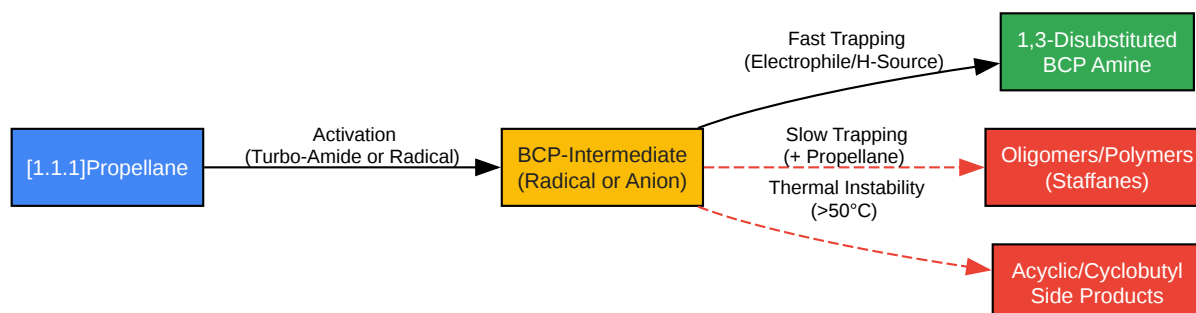 [1.1.1]Propellane
Activation
(Turbo-Amide or Radical)
BCP-Intermediate
(Radical or Anion)
Fast Trapping
(Electrophile/H-Source)
1,3-Disubstituted
BCP Amine
Slow Trapping
(+ Propellane)
Oligomers/Polymers
(Staffanes)
Thermal Instability
(>50°C)
Acyclic/Cyclobutyl
Side Products